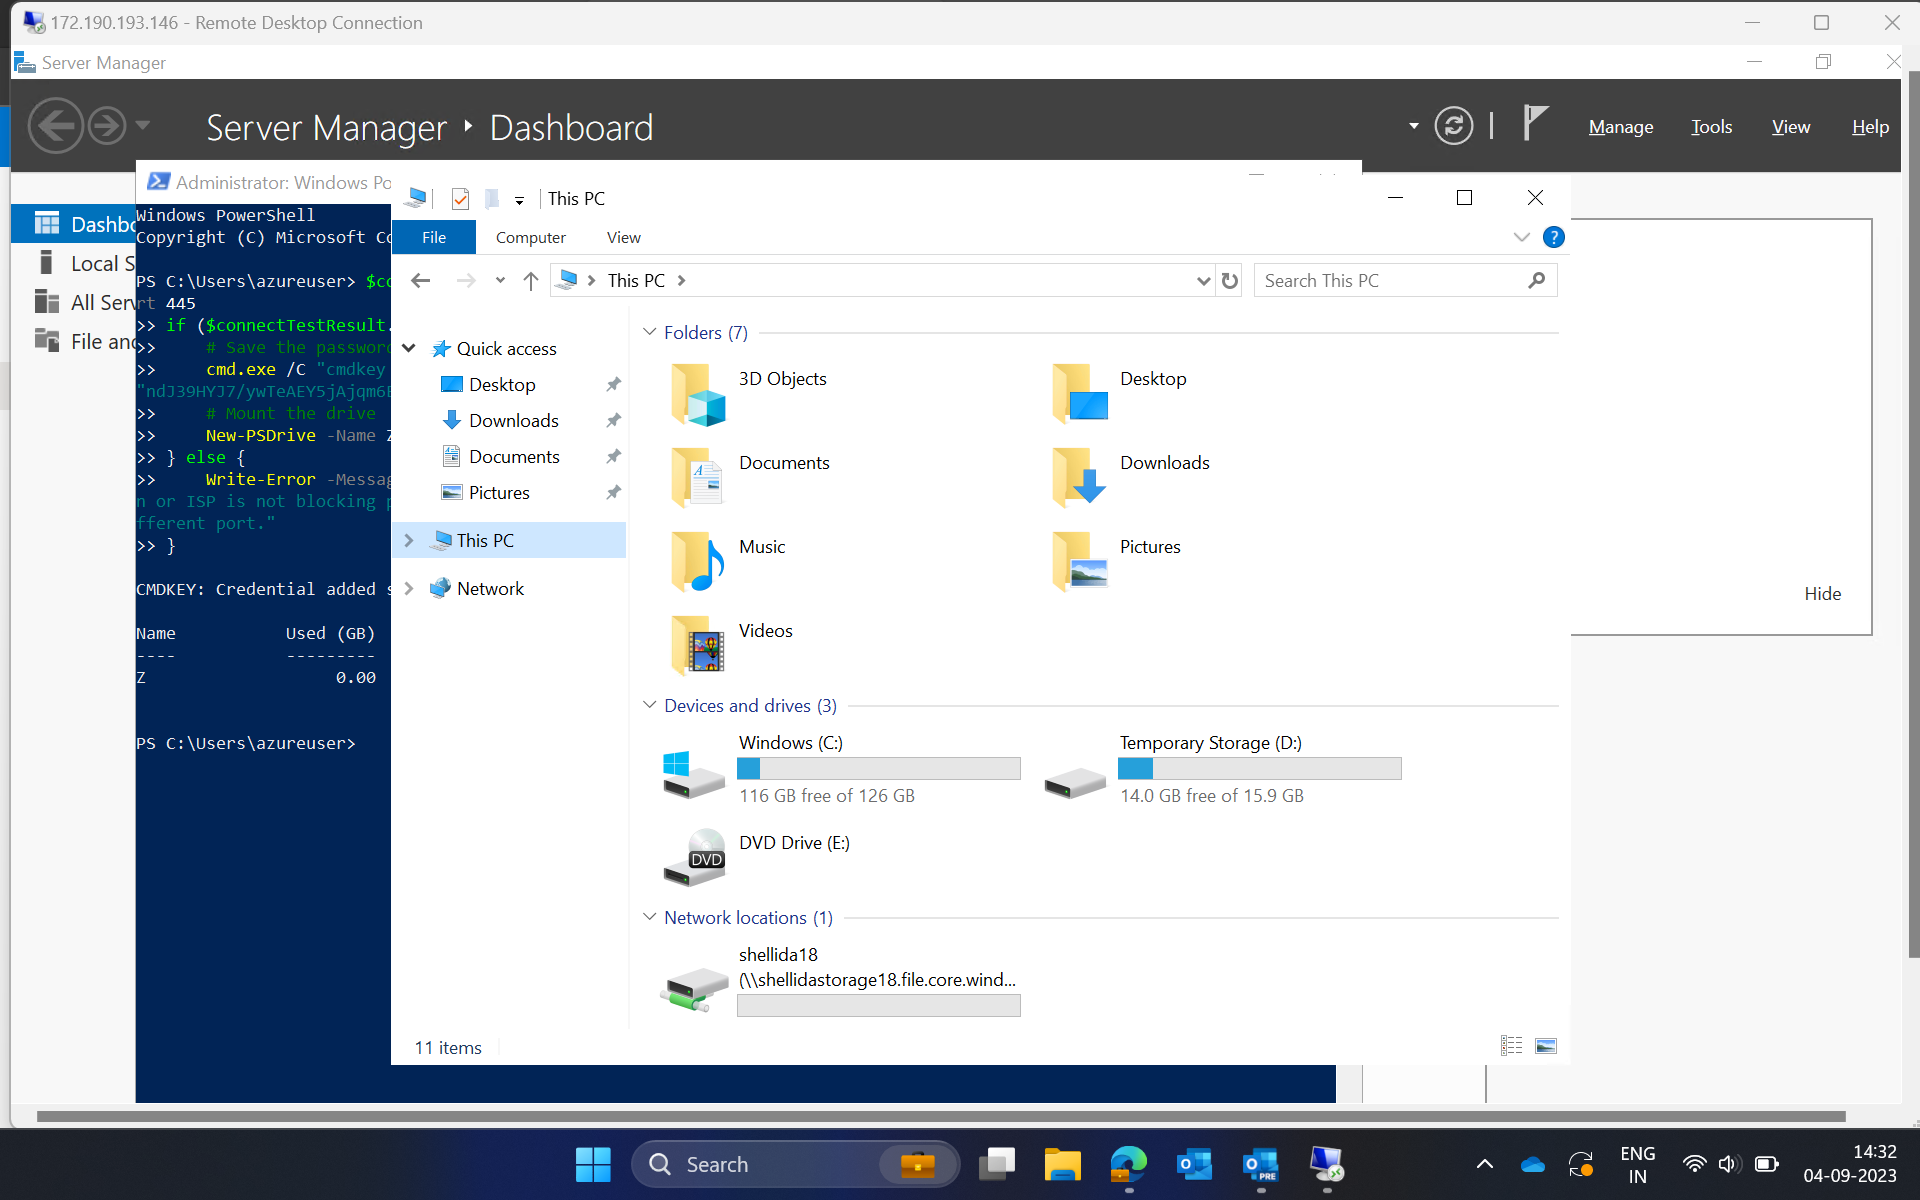 172.190.193.146 - Remote Desktop Connection
Server Manager
Server Manager Dashboard
Manage Tools View Help
Dashbo
Local S
All Serv
File and
Administrator: Windows Po
Windows PowerShell
Copyright (C) Microsoft Co
PS C:\Users\azureuser> $co
rt 445
>> if ($connectTestResult.
>> # Save the password
>> cmd.exe /C "cmdkey
"ndJ39HYJ7/ywTeAEY5jAjqm6
>> # Mount the drive
>> New-PSDrive -Name Z
>> } else {
>> Write-Error -Messag
n or ISP is not blocking p
fferent port."
>> }
CMDKEY: Credential added s
Name Used (GB)
---- ---------
Z 0.00
PS C:\Users\azureuser>
This PC
File Computer View
This PC
Search This PC
Quick access
Desktop
Downloads
Documents
Pictures
This PC
Network
Folders (7)
3D Objects
Desktop
Documents
Downloads
Music
Pictures
Videos
Devices and drives (3)
Windows (C:)
116 GB free of 126 GB
Temporary Storage (D:)
14.0 GB free of 15.9 GB
DVD
DVD Drive (E:)
Network locations (1)
shellida18
(\\shellidastorage18.file.core.wind...
11 items
Hide
Search
PRE
ENG
IN
14:32
04-09-2023